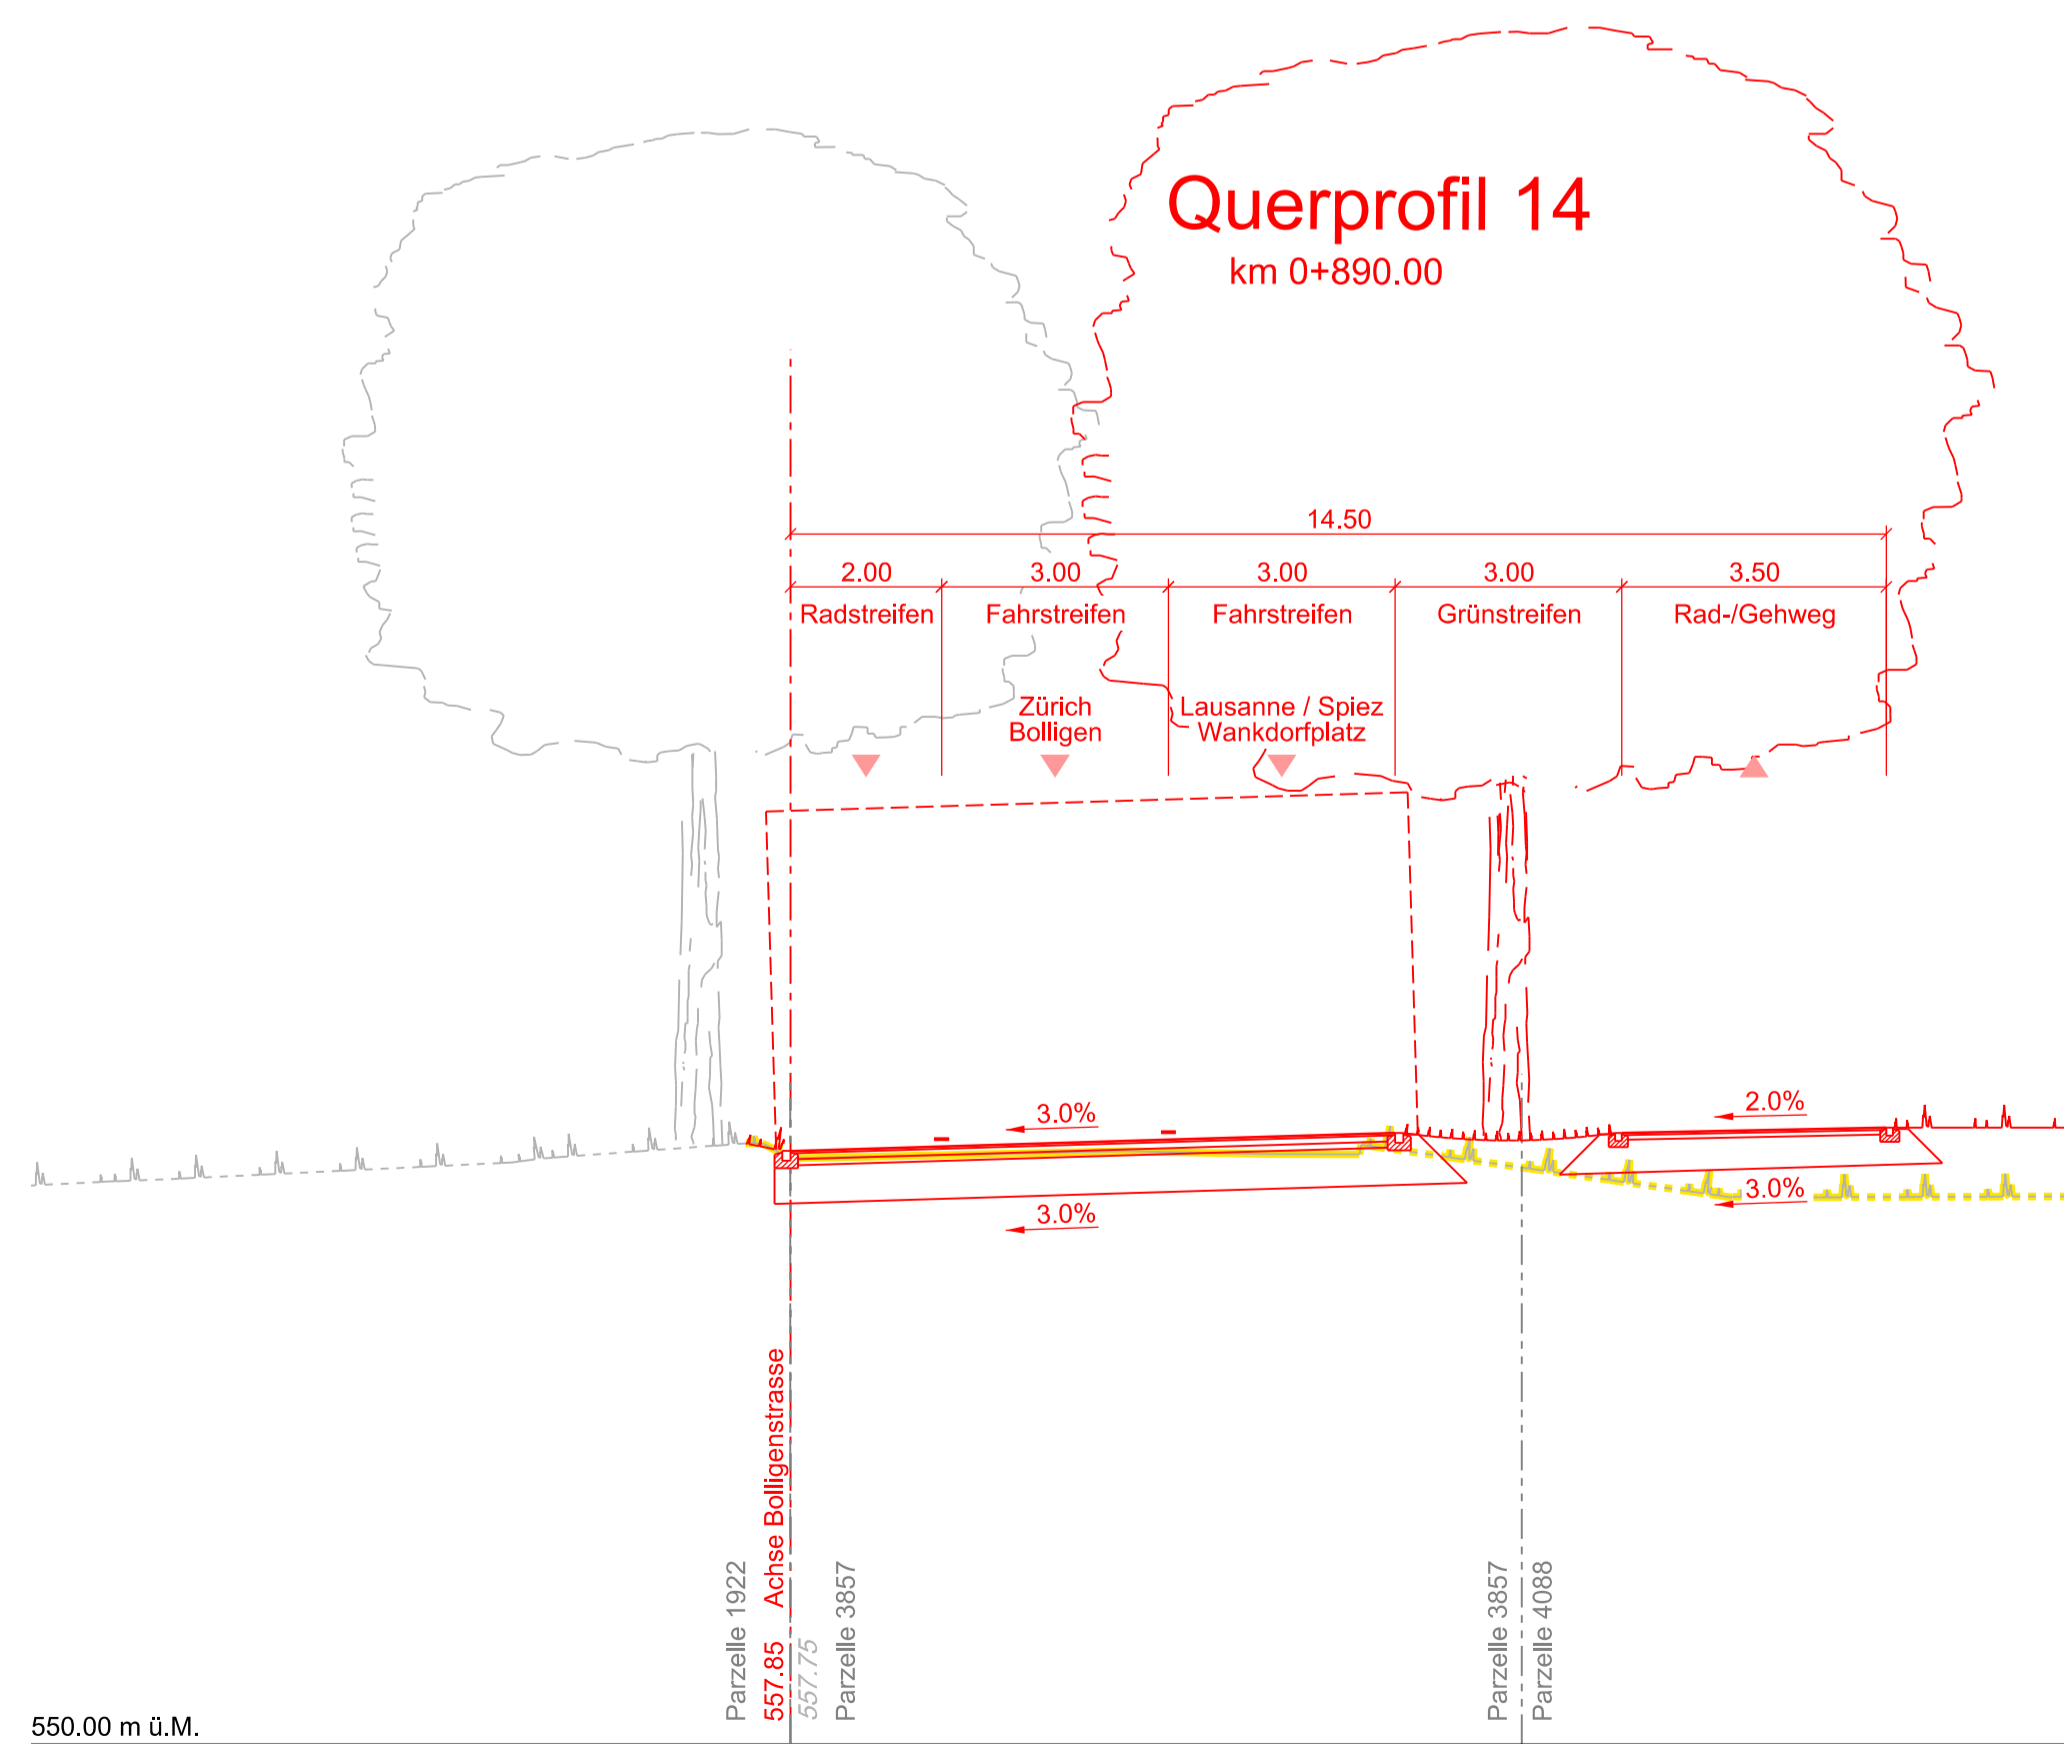 Querprofil 14
km 0+890.00
14.50
2.00 3.00 3.00 3.00 3.50
Radstreifen Fahrstreifen Fahrstreifen Grünstreifen Rad-/Gehweg
Zürich
Bolligen
Lausanne / Spiez
Wankdorfplatz
3.0%
2.0%
3.0%
3.0%
Parzelle 1922
557.85 Achse Bolligenstrasse
557.75
Parzelle 3857
Parzelle 3857
Parzelle 4088
550.00 m ü.M.